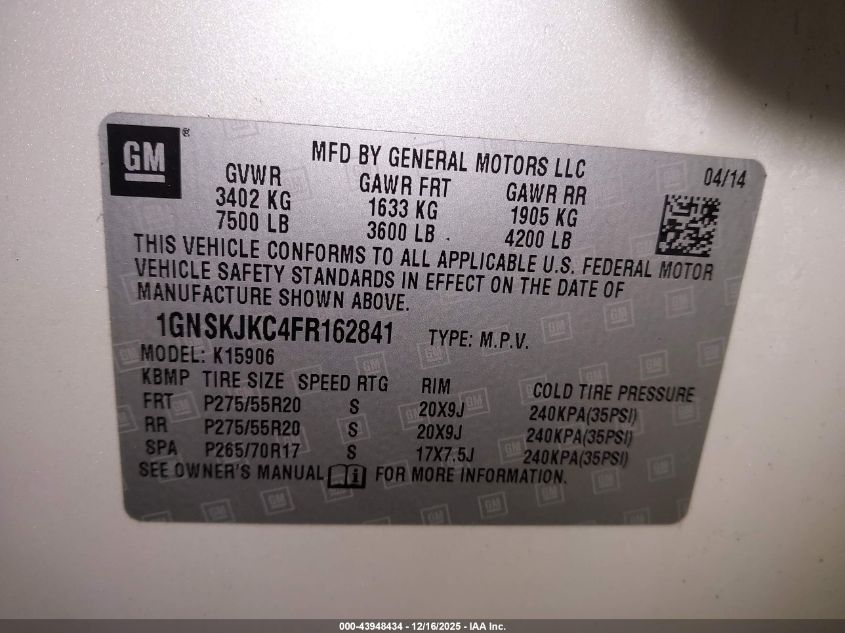 GM ®
MFD BY GENERAL MOTORS LLC
04/14
GVWR GAWR FRT GAWR RR
3402 KG 1633 KG 1905 KG
7500 LB 3600 LB 4200 LB
THIS VEHICLE CONFORMS TO ALL APPLICABLE U.S. FEDERAL MOTOR
VEHICLE SAFETY STANDARDS IN EFFECT ON THE DATE OF
MANUFACTURE SHOWN ABOVE.
1GNSKJKC4FR162841 TYPE: M.P.V.
MODEL: K15906
KBMP TIRE SIZE SPEED RTG RIM COLD TIRE PRESSURE
FRT P275/55R20 S 20X9J 240KPA(35PSI)
RR P275/55R20 S 20X9J 240KPA(35PSI)
SPA P265/70R17 S 17X7.5J 240KPA(35PSI)
SEE OWNER'S MANUAL i FOR MORE INFORMATION.
000-43948434 - 12/16/2025 - IAA Inc.